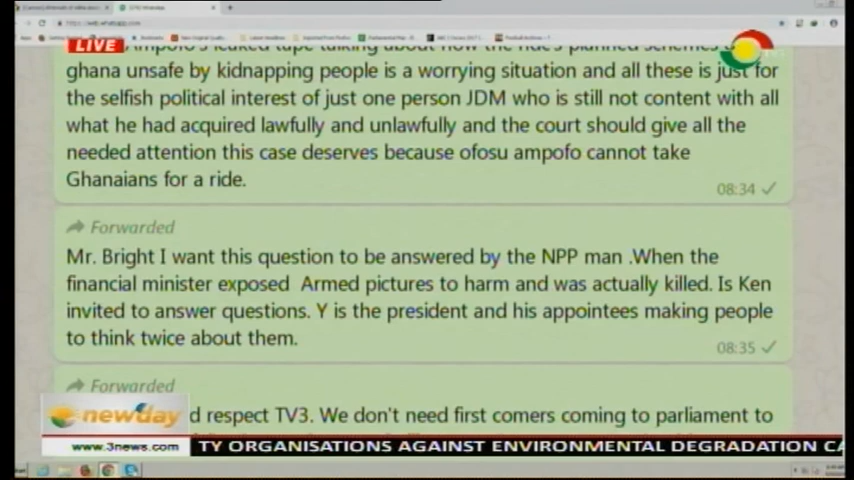 https://web.whatsapp.com
LIVE
ghana unsafe by kidnapping people is a worrying situation and all these is just for
the selfish political interest of just one person JDM who is still not content with all
what he had acquired lawfully and unlawfully and the court should give all the
needed attention this case deserves because ofosu ampofo cannot take
Ghanaians for a ride.
08:34
Forwarded
Mr. Bright I want this question to be answered by the NPP man .When the
financial minister exposed Armed pictures to harm and was actually killed. Is Ken
invited to answer questions. Y is the president and his appointees making people
to think twice about them.
08:35
Forwarded
d respect TV3. We don't need first comers coming to parliament to
newday
www.3news.com
TY ORGANISATIONS AGAINST ENVIRONMENTAL DEGRADATION CA